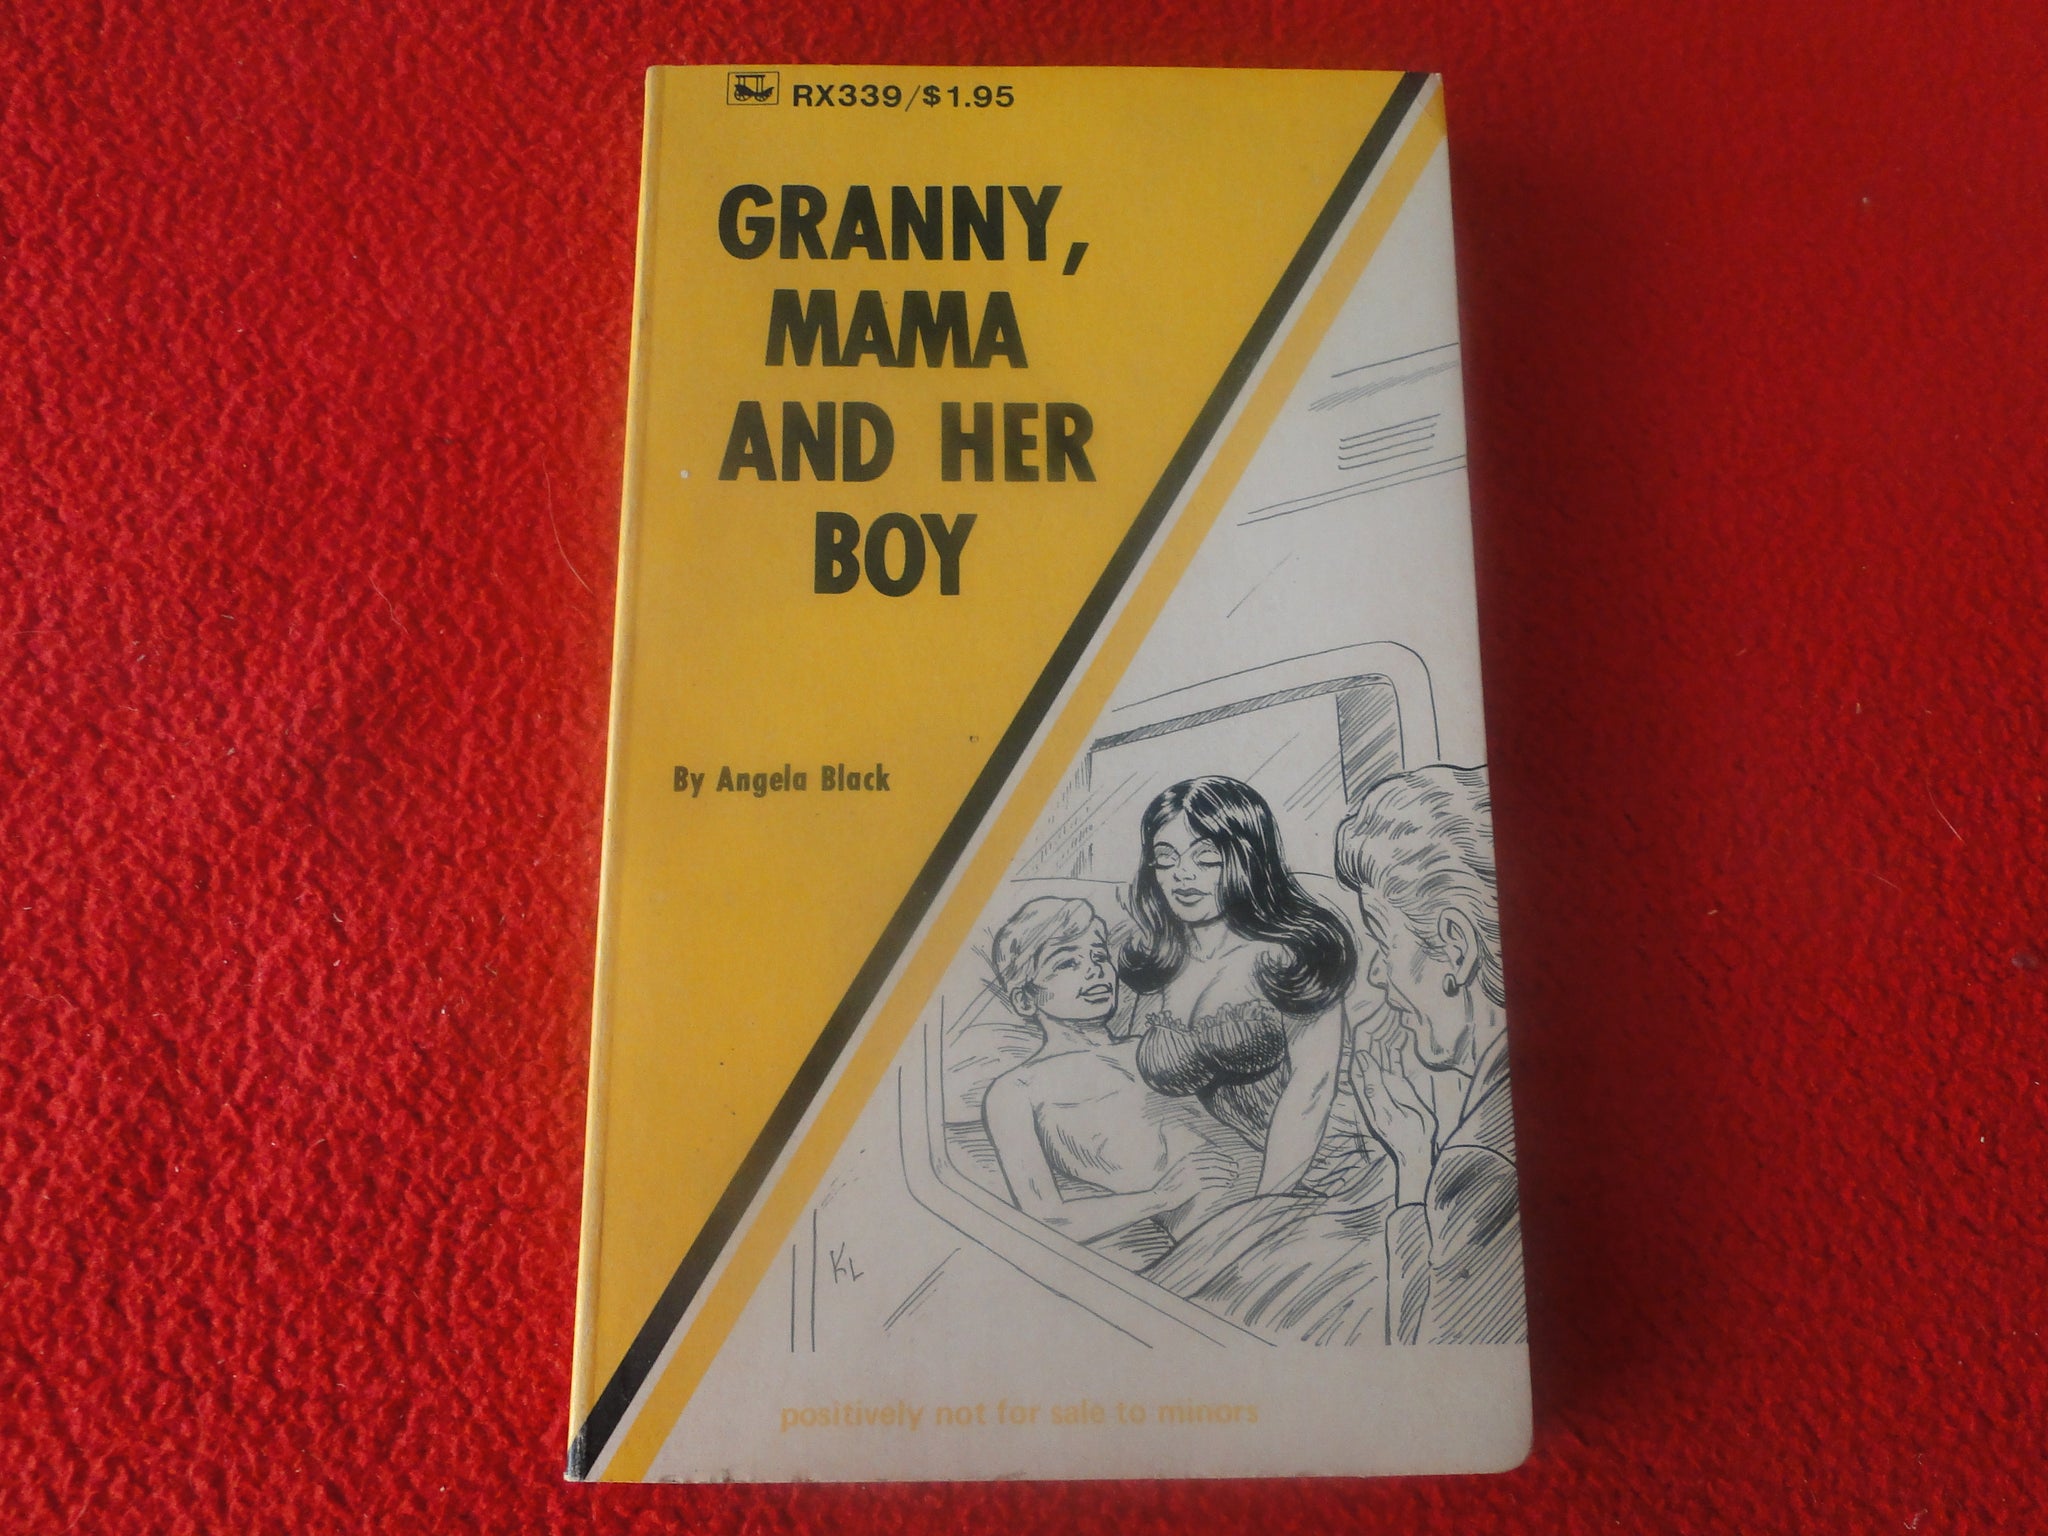 RX339/$1.95
GRANNY,
MAMA
AND HER
BOY
By Angela Black
KL
positively not for sale to minors